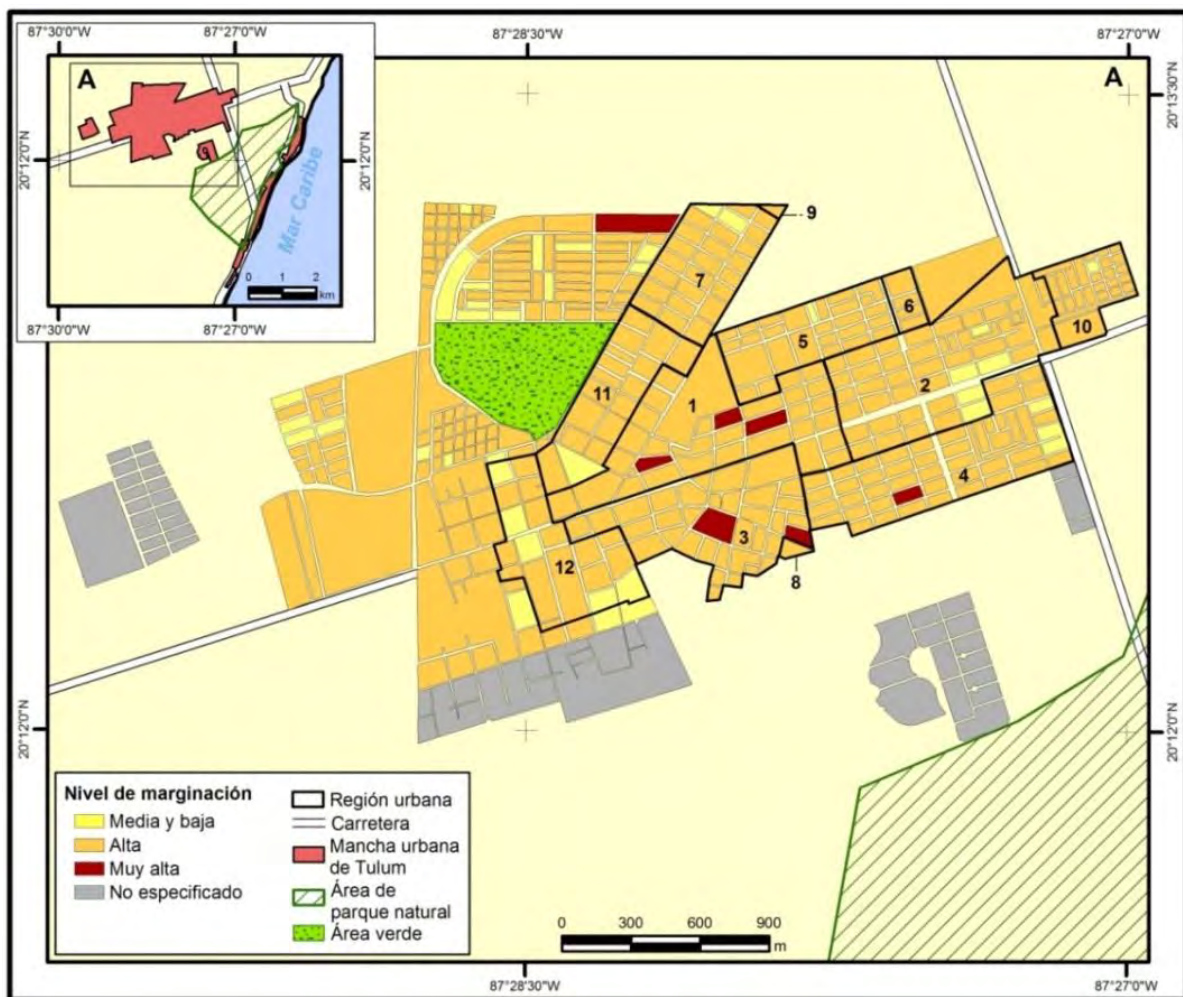 87°30'0"W
87°27'0"W
87°28'30"W
87°27'0"W
A
A
20°12'0"N
20°12'0"N
20°13'30"N
Mar Caribe
0 1 2
km
87°30'0"W
87°27'0"W
9
7
6
5
10
2
11
1
4
3
12
8
20°12'0"N
20°12'0"N
Nivel de marginación
Media y baja
Alta
Muy alta
No especificado
Región urbana
Carretera
Mancha urbana
de Tulum
Área de
parque natural
Área verde
0 300 600 900
m
87°28'30"W
87°27'0"W